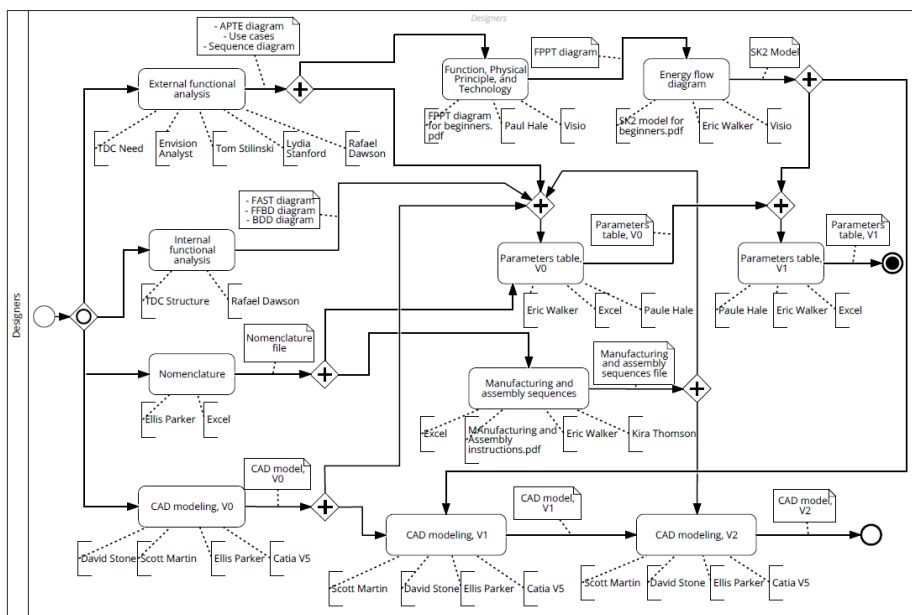 Designers
Designers
- APTE diagram
- Use cases
- Sequence diagram
External functional
analysis
TDC Need
Envision
Analyst
Tom Stilinski
Lydia
Stanford
Rafael
Dawson
Function, Physical
Principle, and
Technology
FPPT diagram
for beginners.
pdf
Paul Hale
Visio
FPPT diagram
Energy flow
diagram
SK2 model for
beginners.pdf
Eric Walker
Visio
SK2 Model
- FAST diagram
- FFBD diagram
- BDD diagram
Internal
functional
analysis
TDC Structure
Rafael Dawson
Parameters table,
V0
Eric Walker
Excel
Paule Hale
Parameters
table, V0
Parameters table,
V1
Paule Hale
Eric Walker
Excel
Parameters
table, V1
Nomenclature
Ellis Parker
Excel
Nomenclature
file
Manufacturing and
assembly sequences
Excel
Manufacturing and
Assembly
instructions.pdf
Eric Walker
Kira Thomson
Manufacturing
and assembly
sequences file
CAD modeling, V0
David Stone
Scott Martin
Ellis Parker
Catia V5
CAD model,
V0
CAD modeling, V1
Scott Martin
David Stone
Ellis Parker
Catia V5
CAD model,
V1
CAD modeling, V2
Scott Martin
David Stone
Ellis Parker
Catia V5
CAD model,
V2